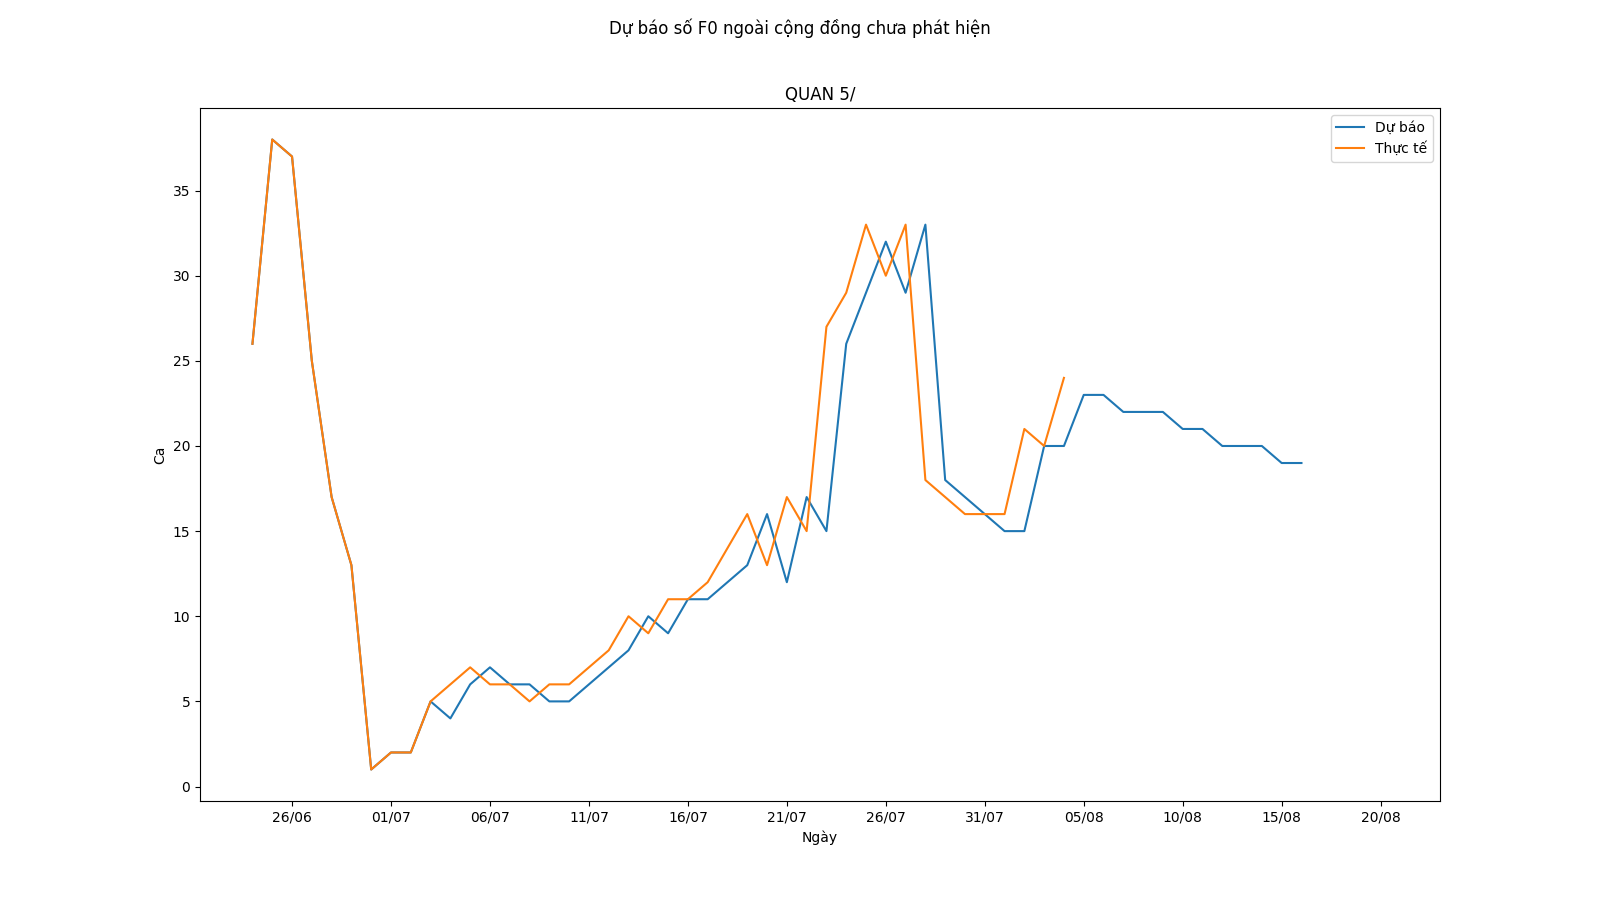 Dự báo số F0 ngoài cộng đồng chưa phát hiện
QUAN 5/
Dự báo
Thực tế
35
30
25
20
15
10
5
0
Ca
26/06 01/07 06/07 11/07 16/07 21/07 26/07 31/07 05/08 10/08 15/08 20/08
Ngày